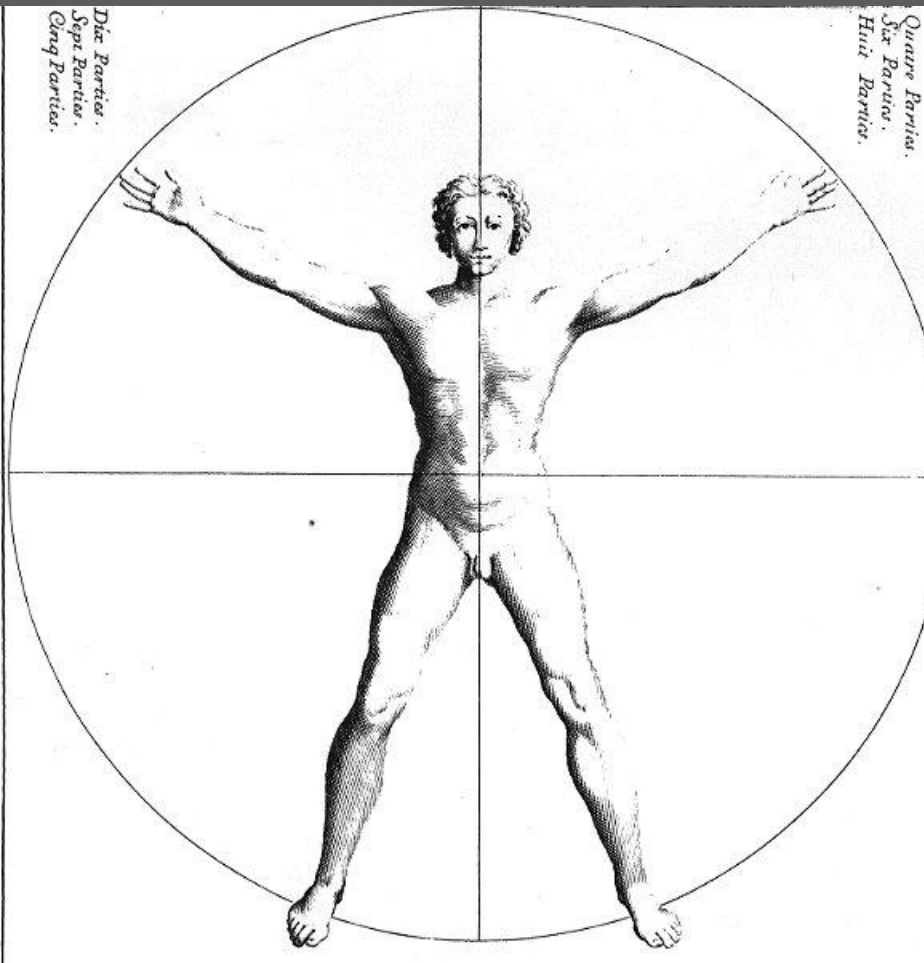 Dix Parties.
Sept Parties.
Cinq Parties.
Quatre Parties.
Six Parties.
Huit Parties.